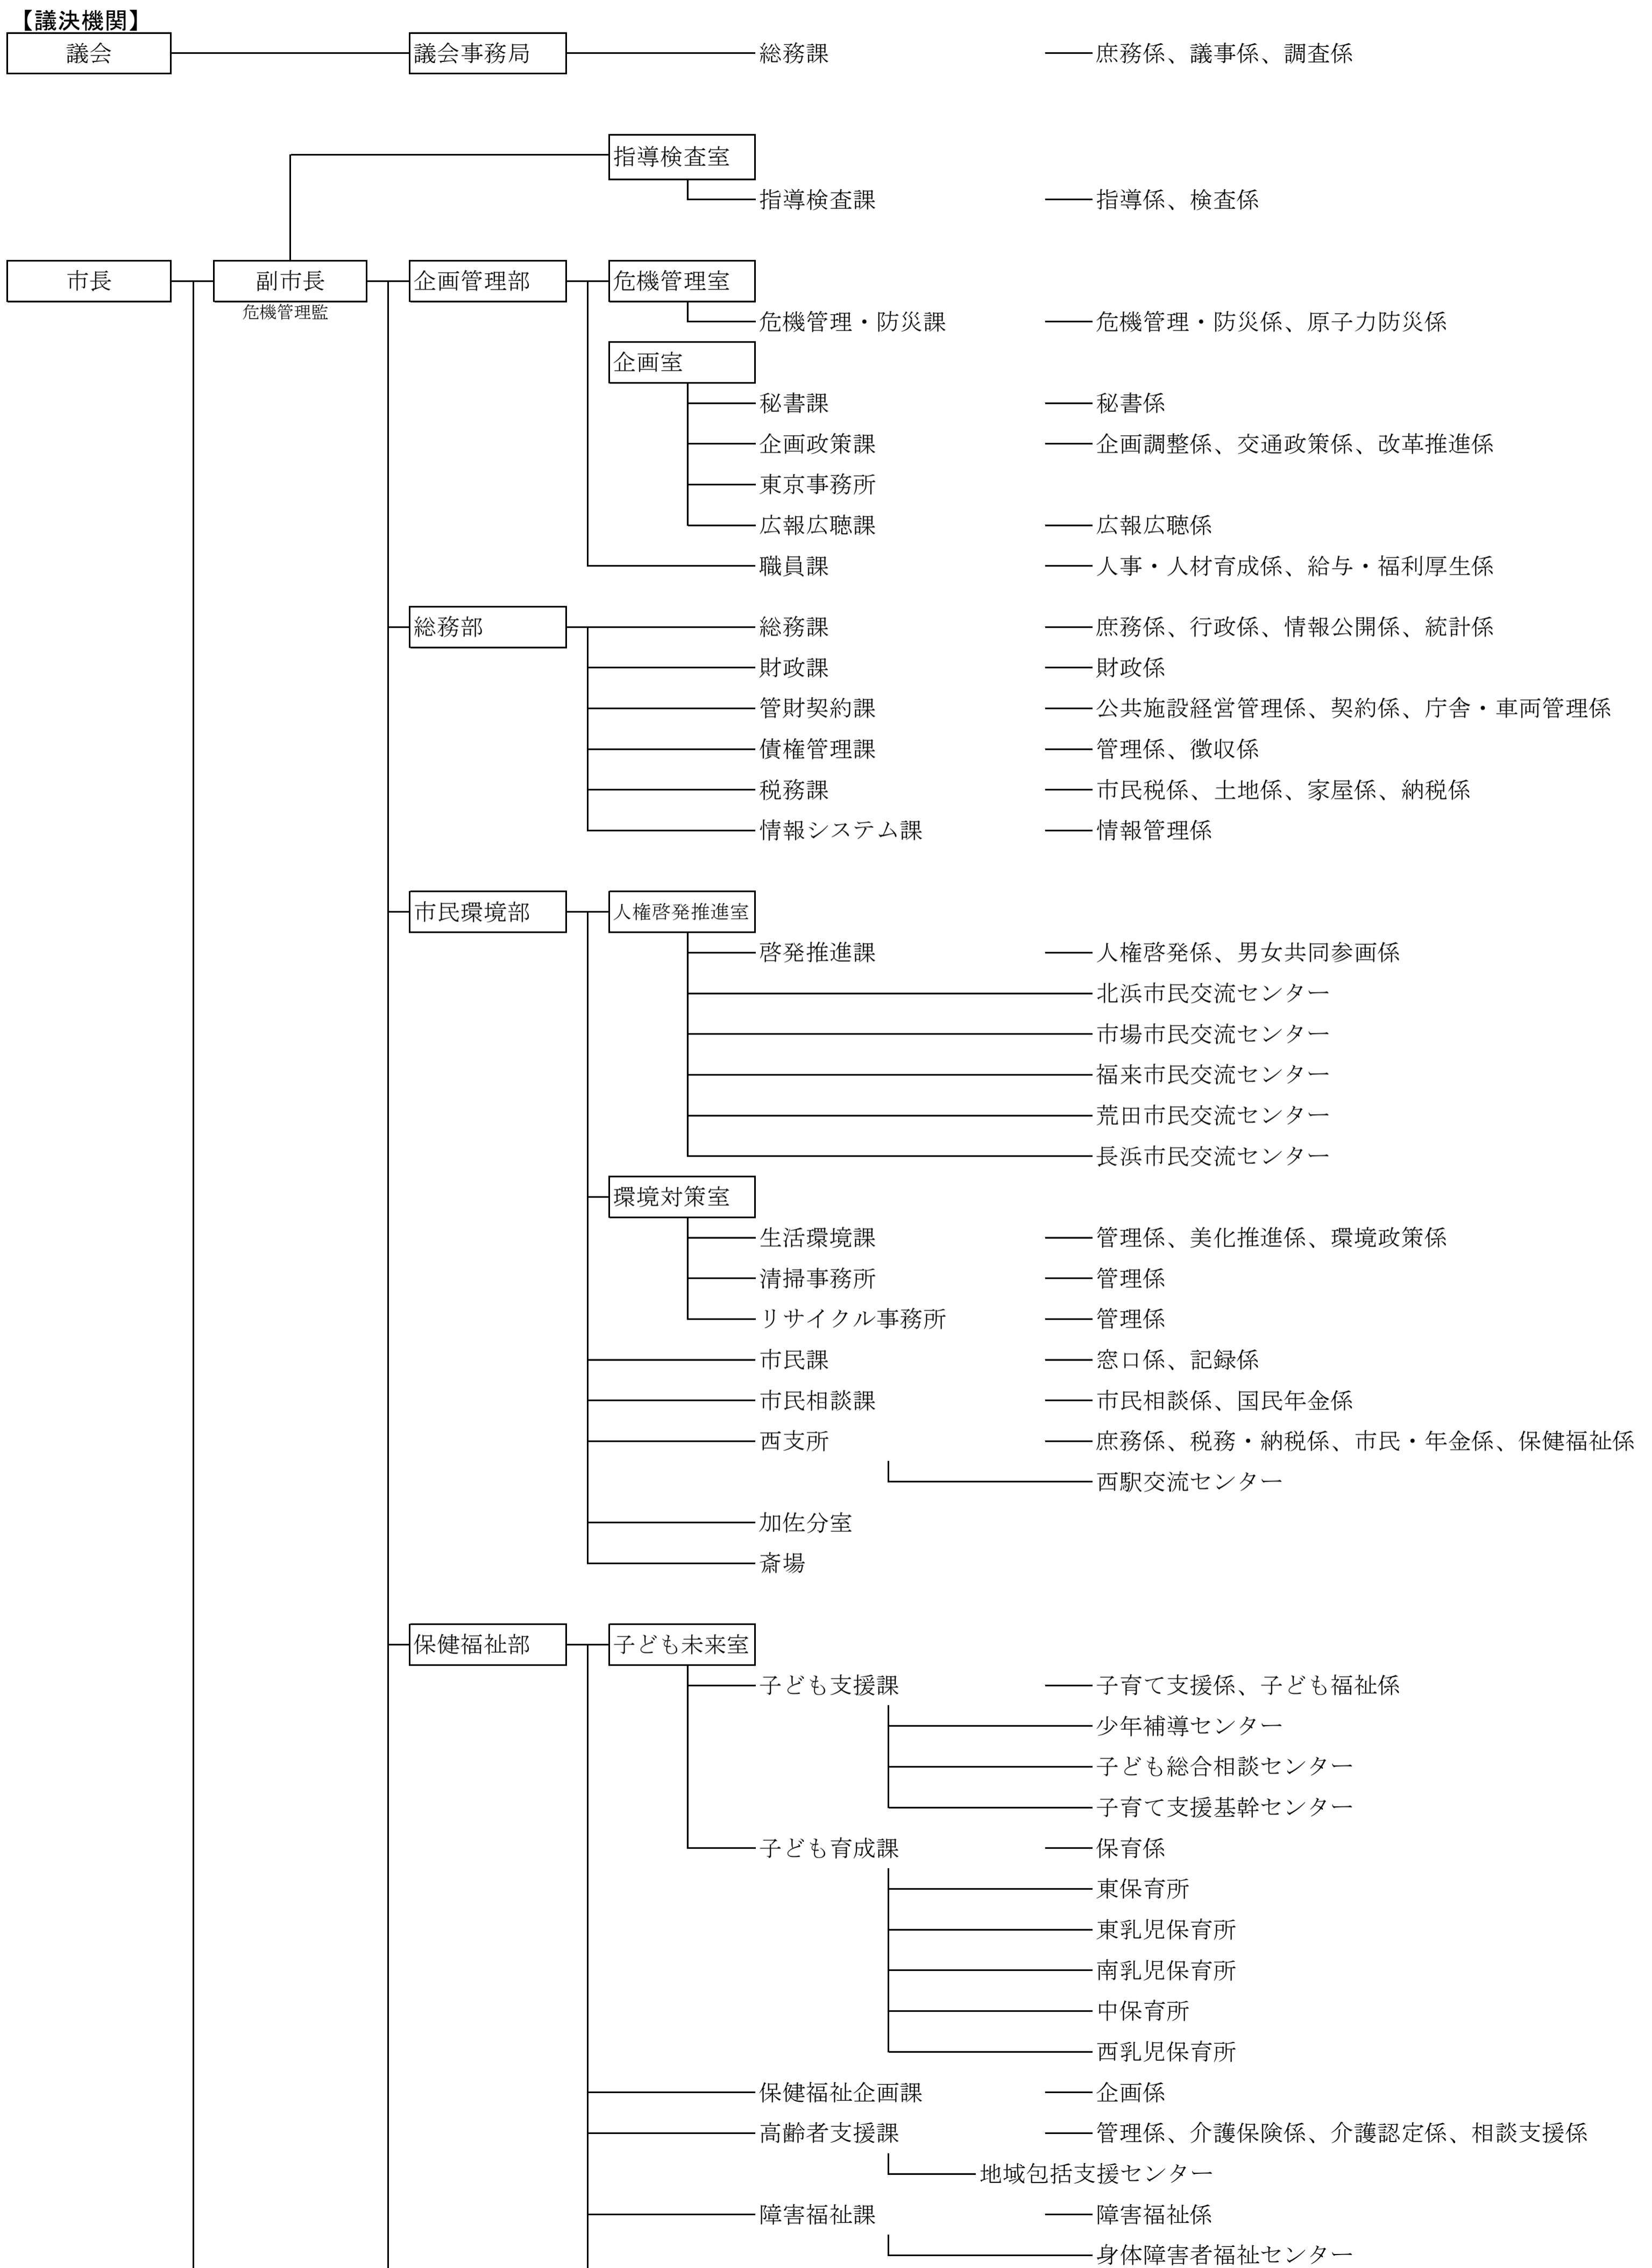 【議決機関】
議会 議会事務局 総務課 庶務係、議事係、調査係
指導検査室
指導検査課 指導係、検査係
市長 副市長 企画管理部 危機管理室
危機管理監
危機管理・防災課 危機管理・防災係、原子力防災係
企画室
秘書課 秘書係
企画政策課 企画調整係、交通政策係、改革推進係
東京事務所
広報広聴課 広報広聴係
職員課 人事・人材育成係、給与・福利厚生係
総務部 総務課 庶務係、行政係、情報公開係、統計係
財政課 財政係
管財契約課 公共施設経営管理係、契約係、庁舎・車両管理係
債権管理課 管理係、徴収係
税務課 市民税係、土地係、家屋係、納税係
情報システム課 情報管理係
市民環境部 人権啓発推進室
啓発推進課 人権啓発係、男女共同参画係
北浜市民交流センター
市場市民交流センター
福来市民交流センター
荒田市民交流センター
長浜市民交流センター
環境対策室
生活環境課 管理係、美化推進係、環境政策係
清掃事務所 管理係
リサイクル事務所 管理係
市民課 窓口係、記録係
市民相談課 市民相談係、国民年金係
西支所 庶務係、税務・納税係、市民・年金係、保健福祉係
西駅交流センター
加佐分室
斎場
保健福祉部 子ども未来室
子ども支援課 子育て支援係、子ども福祉係
少年補導センター
子ども総合相談センター
子育て支援基幹センター
子ども育成課 保育係
東保育所
東乳児保育所
南乳児保育所
中保育所
西乳児保育所
保健福祉企画課 企画係
高齢者支援課 管理係、介護保険係、介護認定係、相談支援係
地域包括支援センター
障害福祉課 障害福祉係
身体障害者福祉センター